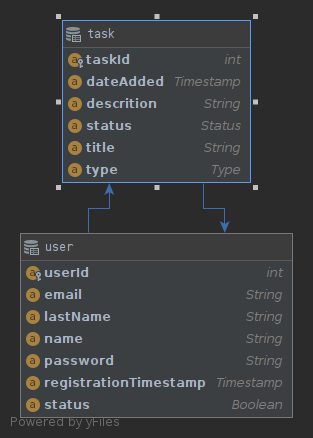 task
taskId int
dateAdded Timestamp
descrition String
status Status
title String
type Type
user
userId int
email String
lastName String
name String
password String
registrationTimestamp Timestamp
status Boolean
Powered by yFiles